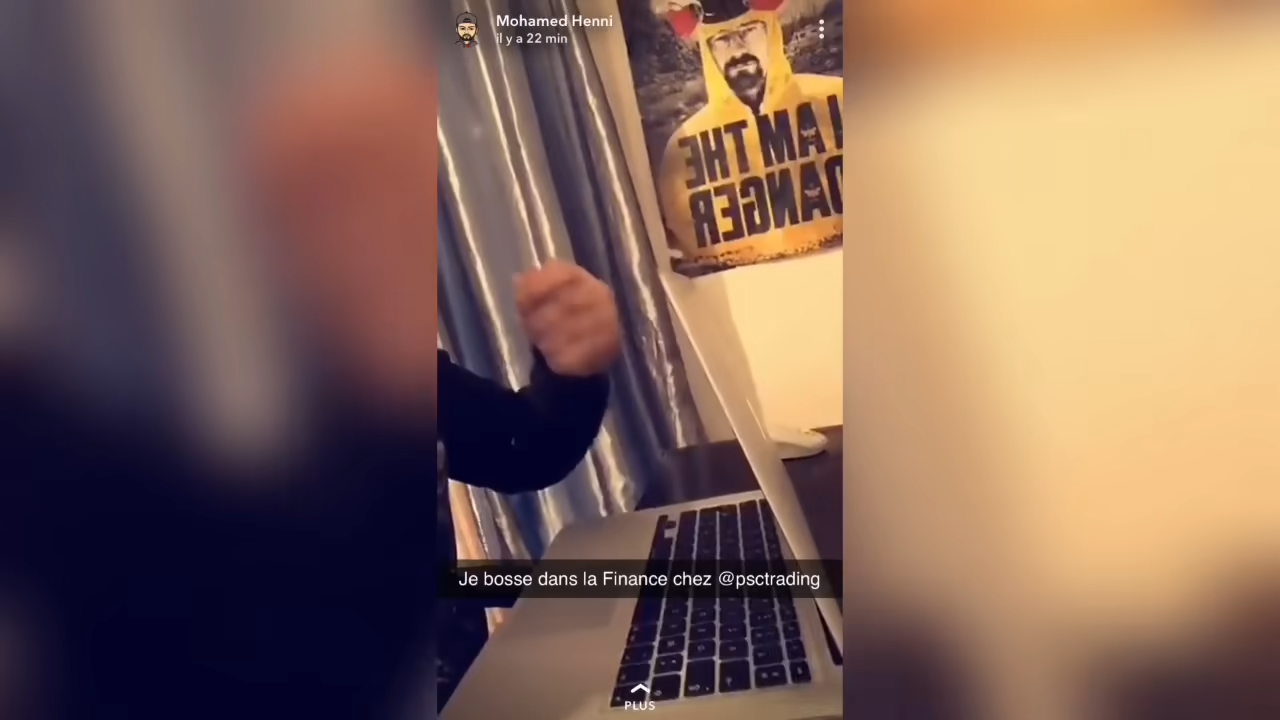 Mohamed Henni
il y a 22 min
I AM THE
DANGER
Je bosse dans la Finance chez @psctrading
PLUS